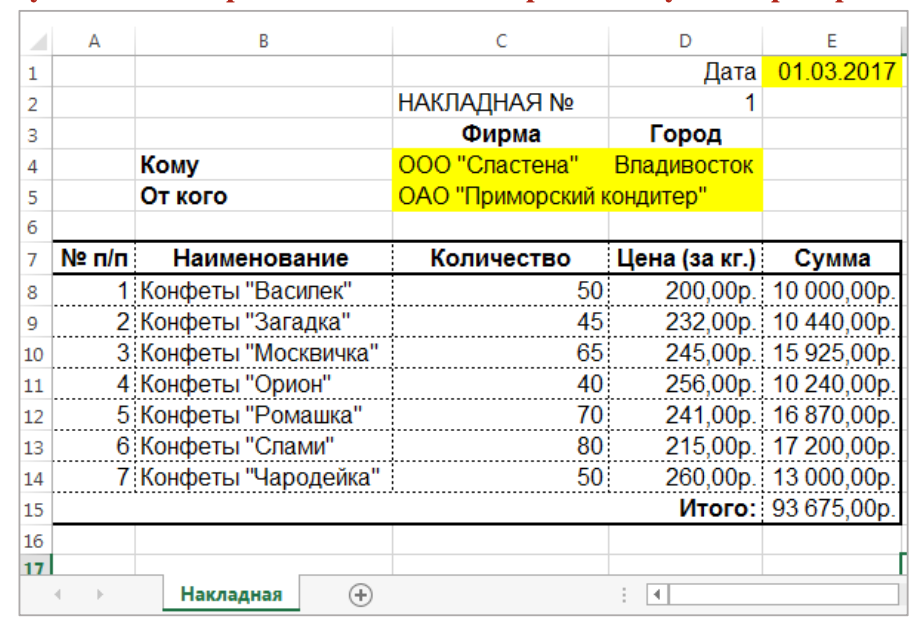 A B C D E
1 Дата 01.03.2017
2 НАКЛАДНАЯ № 1
3 Фирма Город
4 Кому ООО "Сластена" Владивосток
5 От кого ОАО "Приморский кондитер"
6
7 № п/п Наименование Количество Цена (за кг.) Сумма
8 1 Конфеты "Василек" 50 200,00р. 10 000,00р.
9 2 Конфеты "Загадка" 45 232,00р. 10 440,00р.
10 3 Конфеты "Москвичка" 65 245,00р. 15 925,00р.
11 4 Конфеты "Орион" 40 256,00р. 10 240,00р.
12 5 Конфеты "Ромашка" 70 241,00р. 16 870,00р.
13 6 Конфеты "Слами" 80 215,00р. 17 200,00р.
14 7 Конфеты "Чародейка" 50 260,00р. 13 000,00р.
15 Итого: 93 675,00р.
16
17
Накладная